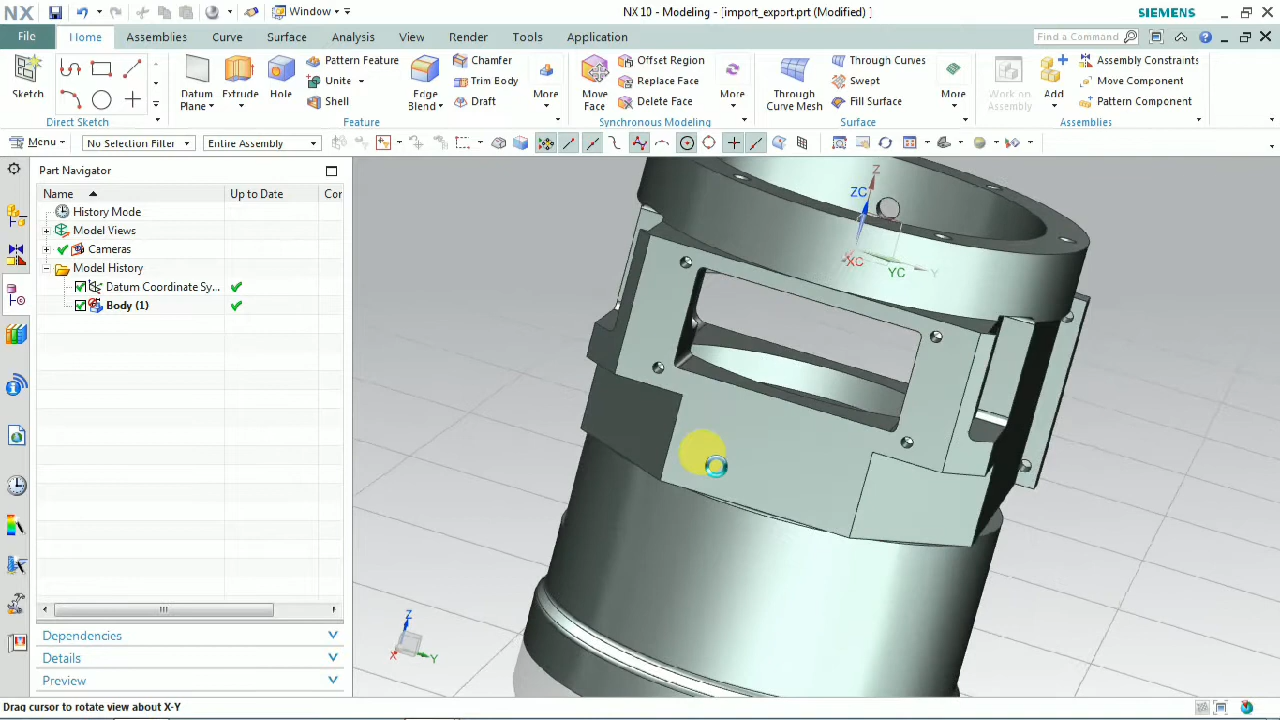 NX
Window
NX 10 - Modeling - [import_export.prt (Modified) ]
SIEMENS
File
Home
Assemblies
Curve
Surface
Analysis
View
Render
Tools
Application
Find a Command
Sketch
Direct Sketch
Datum
Plane
Extrude
Hole
Pattern Feature
Unite
Shell
Edge
Blend
Chamfer
Trim Body
Draft
More
Feature
Move
Face
Offset Region
Replace Face
Delete Face
More
Synchronous Modeling
Through
Curve Mesh
Through Curves
Swept
Fill Surface
More
Surface
Work on
Assembly
Add
Assembly Constraints
Move Component
Pattern Component
Assemblies
Menu
No Selection Filter
Entire Assembly
Part Navigator
Name
Up to Date
Cor
History Mode
Model Views
Cameras
Model History
Datum Coordinate Sy...
Body (1)
Dependencies
Details
Preview
Z
ZC
XC
YC
Y
Z
X
Y
Drag cursor to rotate view about X-Y